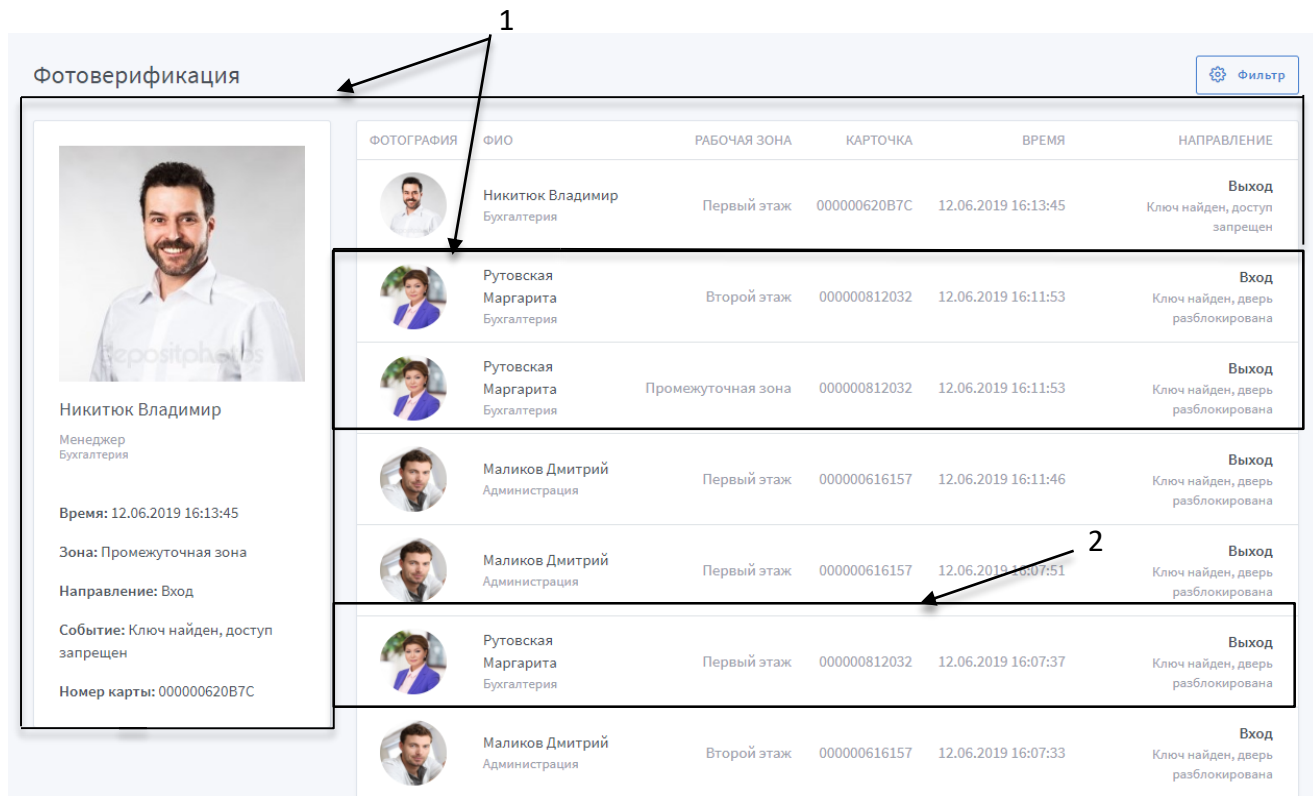 1
Фотоверификация
Фильтр
depositphotos
Никитюк Владимир
Менеджер
Бухгалтерия
Время: 12.06.2019 16:13:45
Зона: Промежуточная зона
Направление: Вход
Событие: Ключ найден, доступ
запрещен
Номер карты: 000000620B7C
ФОТОГРАФИЯ ФИО РАБОЧАЯ ЗОНА КАРТОЧКА ВРЕМЯ НАПРАВЛЕНИЕ
Никитюк Владимир
Бухгалтерия
Первый этаж 000000620B7C 12.06.2019 16:13:45
Выход
Ключ найден, доступ
запрещен
Рутовская
Маргарита
Бухгалтерия
Второй этаж 000000812032 12.06.2019 16:11:53
Вход
Ключ найден, дверь
разблокирована
Рутовская
Маргарита
Бухгалтерия
Промежуточная зона 000000812032 12.06.2019 16:11:53
Выход
Ключ найден, дверь
разблокирована
Маликов Дмитрий
Администрация
Первый этаж 000000616157 12.06.2019 16:11:46
Выход
Ключ найден, дверь
разблокирована
2
Маликов Дмитрий
Администрация
Первый этаж 000000616157 12.06.2019 16:07:51
Выход
Ключ найден, дверь
разблокирована
Рутовская
Маргарита
Бухгалтерия
Первый этаж 000000812032 12.06.2019 16:07:37
Выход
Ключ найден, дверь
разблокирована
Маликов Дмитрий
Администрация
Второй этаж 000000616157 12.06.2019 16:07:33
Вход
Ключ найден, дверь
разблокирована